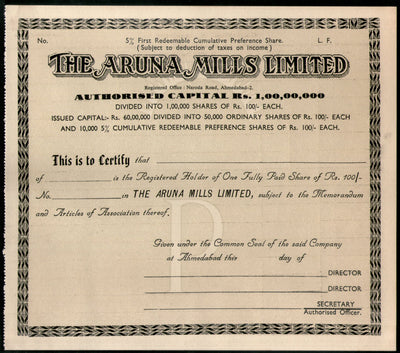 No. 5% First Redeemable Cumulative Preference Share. L. F.
(Subject to deduction of taxes on income)
THE ARUNA MILLS LIMITED
Registered Office : Naroda Road, Ahmedabad-2.
AUTHORISED CAPITAL Rs. 1,00,00,000
DIVIDED INTO 1,00,000 SHARES OF Rs. 100/- EACH.
ISSUED CAPITAL:- Rs. 60,00,000 DIVIDED INTO 50,000 ORDINARY SHARES OF Rs. 100/- EACH
AND 10,000 5% CUMULATIVE REDEEMABLE PREFERENCE SHARES OF Rs. 100/- EACH.
This is to Certify that
of is the Registered Holder of One Fully Paid Share of Rs. 100/-
No. in THE ARUNA MILLS LIMITED, subject to the Memorandum
and Articles of Association thereof.
P
Given under the Common Seal of the said Company
at Ahmedabad this day of
DIRECTOR
DIRECTOR
SECRETARY
Authorised Officer.